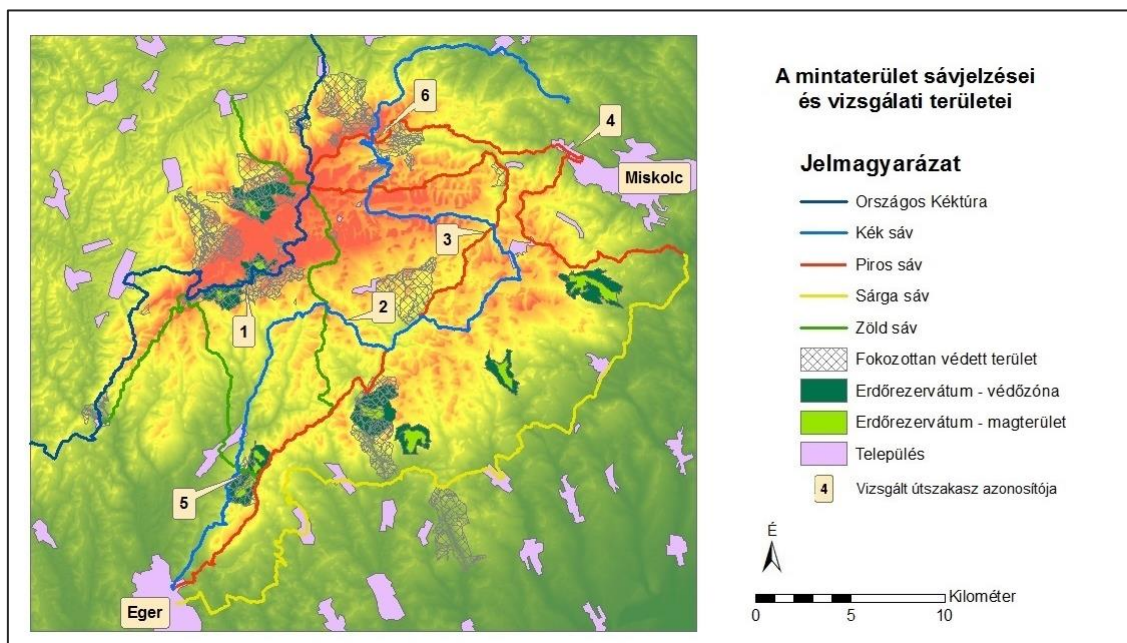 A mintaterület sávjelzései
és vizsgálati területei
Jelmagyarázat
Országos Kéktúra
Kék sáv
Piros sáv
Sárga sáv
Zöld sáv
Fokozottan védett terület
Erdőrezervátum - védőzóna
Erdőrezervátum - magterület
Település
4 Vizsgált útszakasz azonosítója
É
Kilométer
0 5 10
6
4
Miskolc
3
2
1
5
Eger